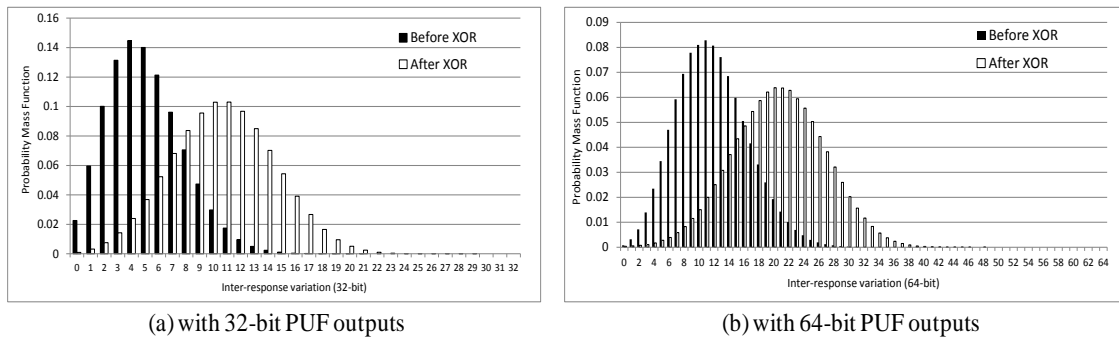 0.16
0.14
0.12
0.1
0.08
0.06
0.04
0.02
0
Probability Mass Function
Before XOR
After XOR
0 1 2 3 4 5 6 7 8 9 10 11 12 13 14 15 16 17 18 19 20 21 22 23 24 25 26 27 28 29 30 31 32
Inter-response variation (32-bit)
(a) with 32-bit PUF outputs
0.09
0.08
0.07
0.06
0.05
0.04
0.03
0.02
0.01
0
Probability Mass Function
Before XOR
After XOR
0 2 4 6 8 10 12 14 16 18 20 22 24 26 28 30 32 34 36 38 40 42 44 46 48 50 52 54 56 58 60 62 64
Inter-response variation (64-bit)
(b) with 64-bit PUF outputs